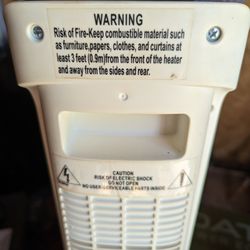 WARNING
Risk of Fire-Keep combustible material such
as furniture,papers, clothes, and curtains at
least 3 feet (0.9m)from the front of the heater
and away from the sides and rear.
CAUTION
RISK OF ELECTRIC SHOCK
DO NOT OPEN
NO USER-SERVICEABLE PARTS INSIDE